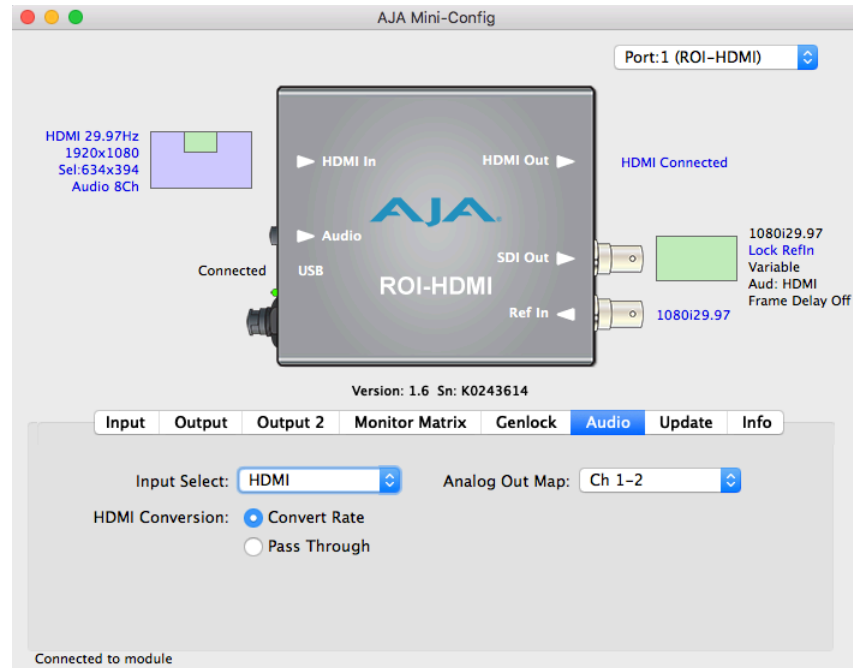 AJA Mini-Config
Port:1 (ROI-HDMI)
HDMI 29.97Hz
1920x1080
Sel:634x394
Audio 8Ch
HDMI In
HDMI Out
HDMI Connected
AJA
Audio
Connected
USB
SDI Out
ROI-HDMI
Ref In
1080i29.97
1080i29.97
Lock RefIn
Variable
Aud: HDMI
Frame Delay Off
Version: 1.6 Sn: K0243614
Input Output Output 2 Monitor Matrix Genlock Audio Update Info
Input Select: HDMI Analog Out Map: Ch 1-2
HDMI Conversion: Convert Rate
Pass Through
Connected to module